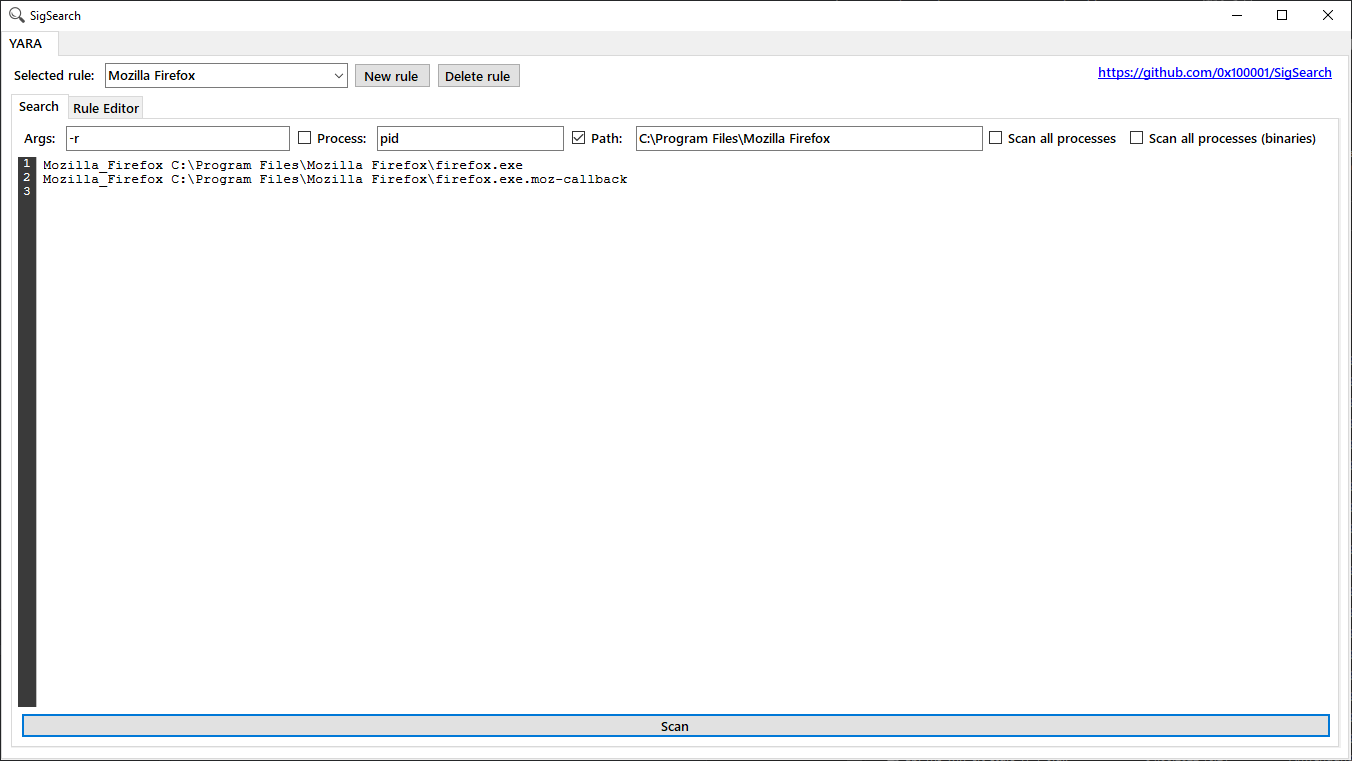 SigSearch
YARA
Selected rule: Mozilla Firefox New rule Delete rule https://github.com/0x100001/SigSearch
Search Rule Editor
Args: -r Process: pid Path: C:\Program Files\Mozilla Firefox Scan all processes Scan all processes (binaries)
1 Mozilla_Firefox C:\Program Files\Mozilla Firefox\firefox.exe
2 Mozilla_Firefox C:\Program Files\Mozilla Firefox\firefox.exe.moz-callback
3
Scan